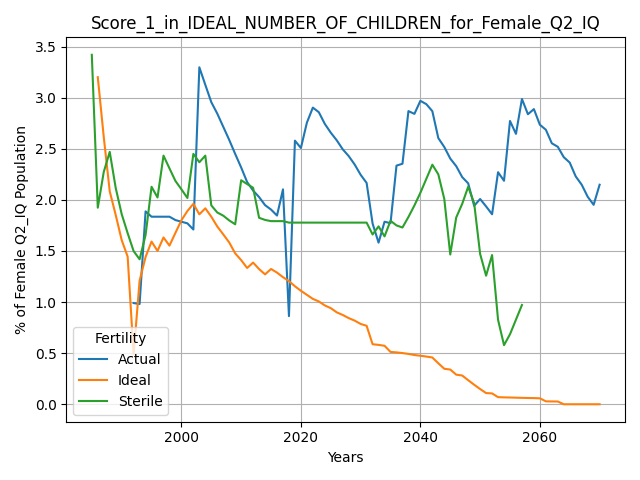 Score_1_in_IDEAL_NUMBER_OF_CHILDREN_for_Female_Q2_IQ
% of Female Q2_IQ Population
3.5
3.0
2.5
2.0
1.5
1.0
0.5
0.0
Fertility
Actual
Ideal
Sterile
2000
2020
2040
2060
Years